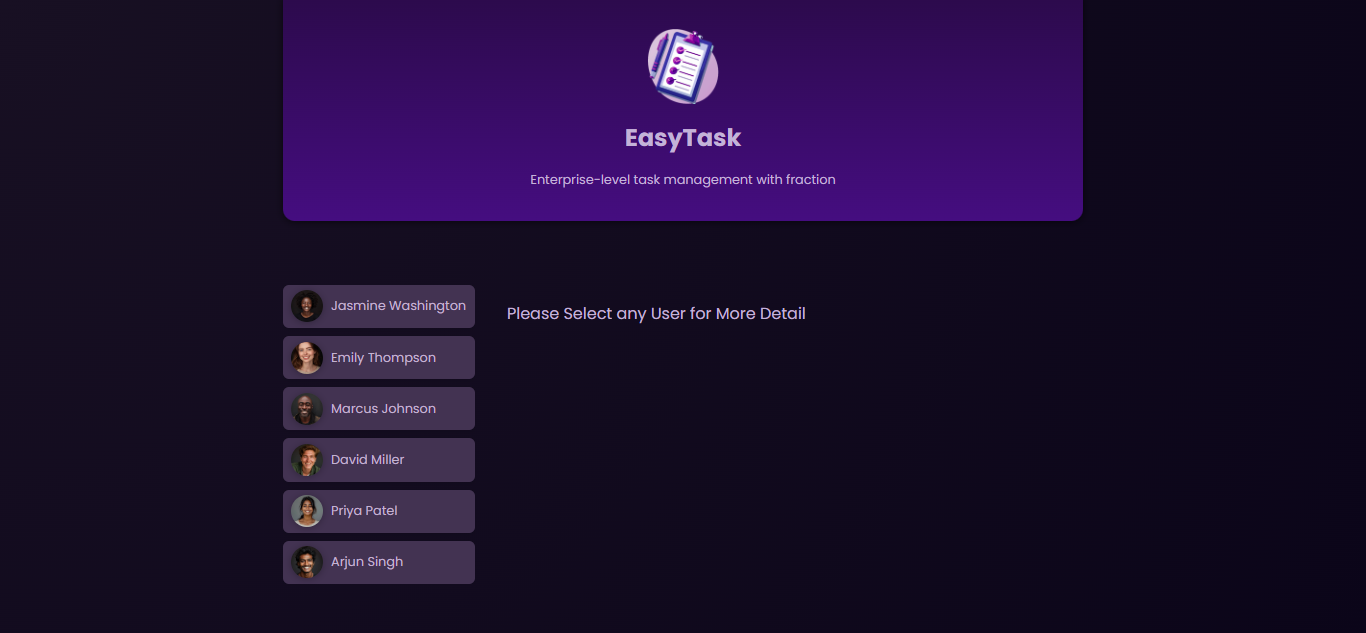 EasyTask
Enterprise-level task management with fraction
Jasmine Washington
Please Select any User for More Detail
Emily Thompson
Marcus Johnson
David Miller
Priya Patel
Arjun Singh